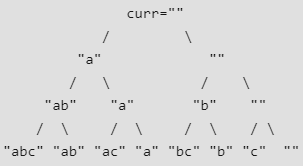 curr=""
/ \
"a" ""
/ \ / \
"ab" "a" "b" ""
/ \ / \ / \ / \
"abc" "ab" "ac" "a" "bc" "b" "c" ""